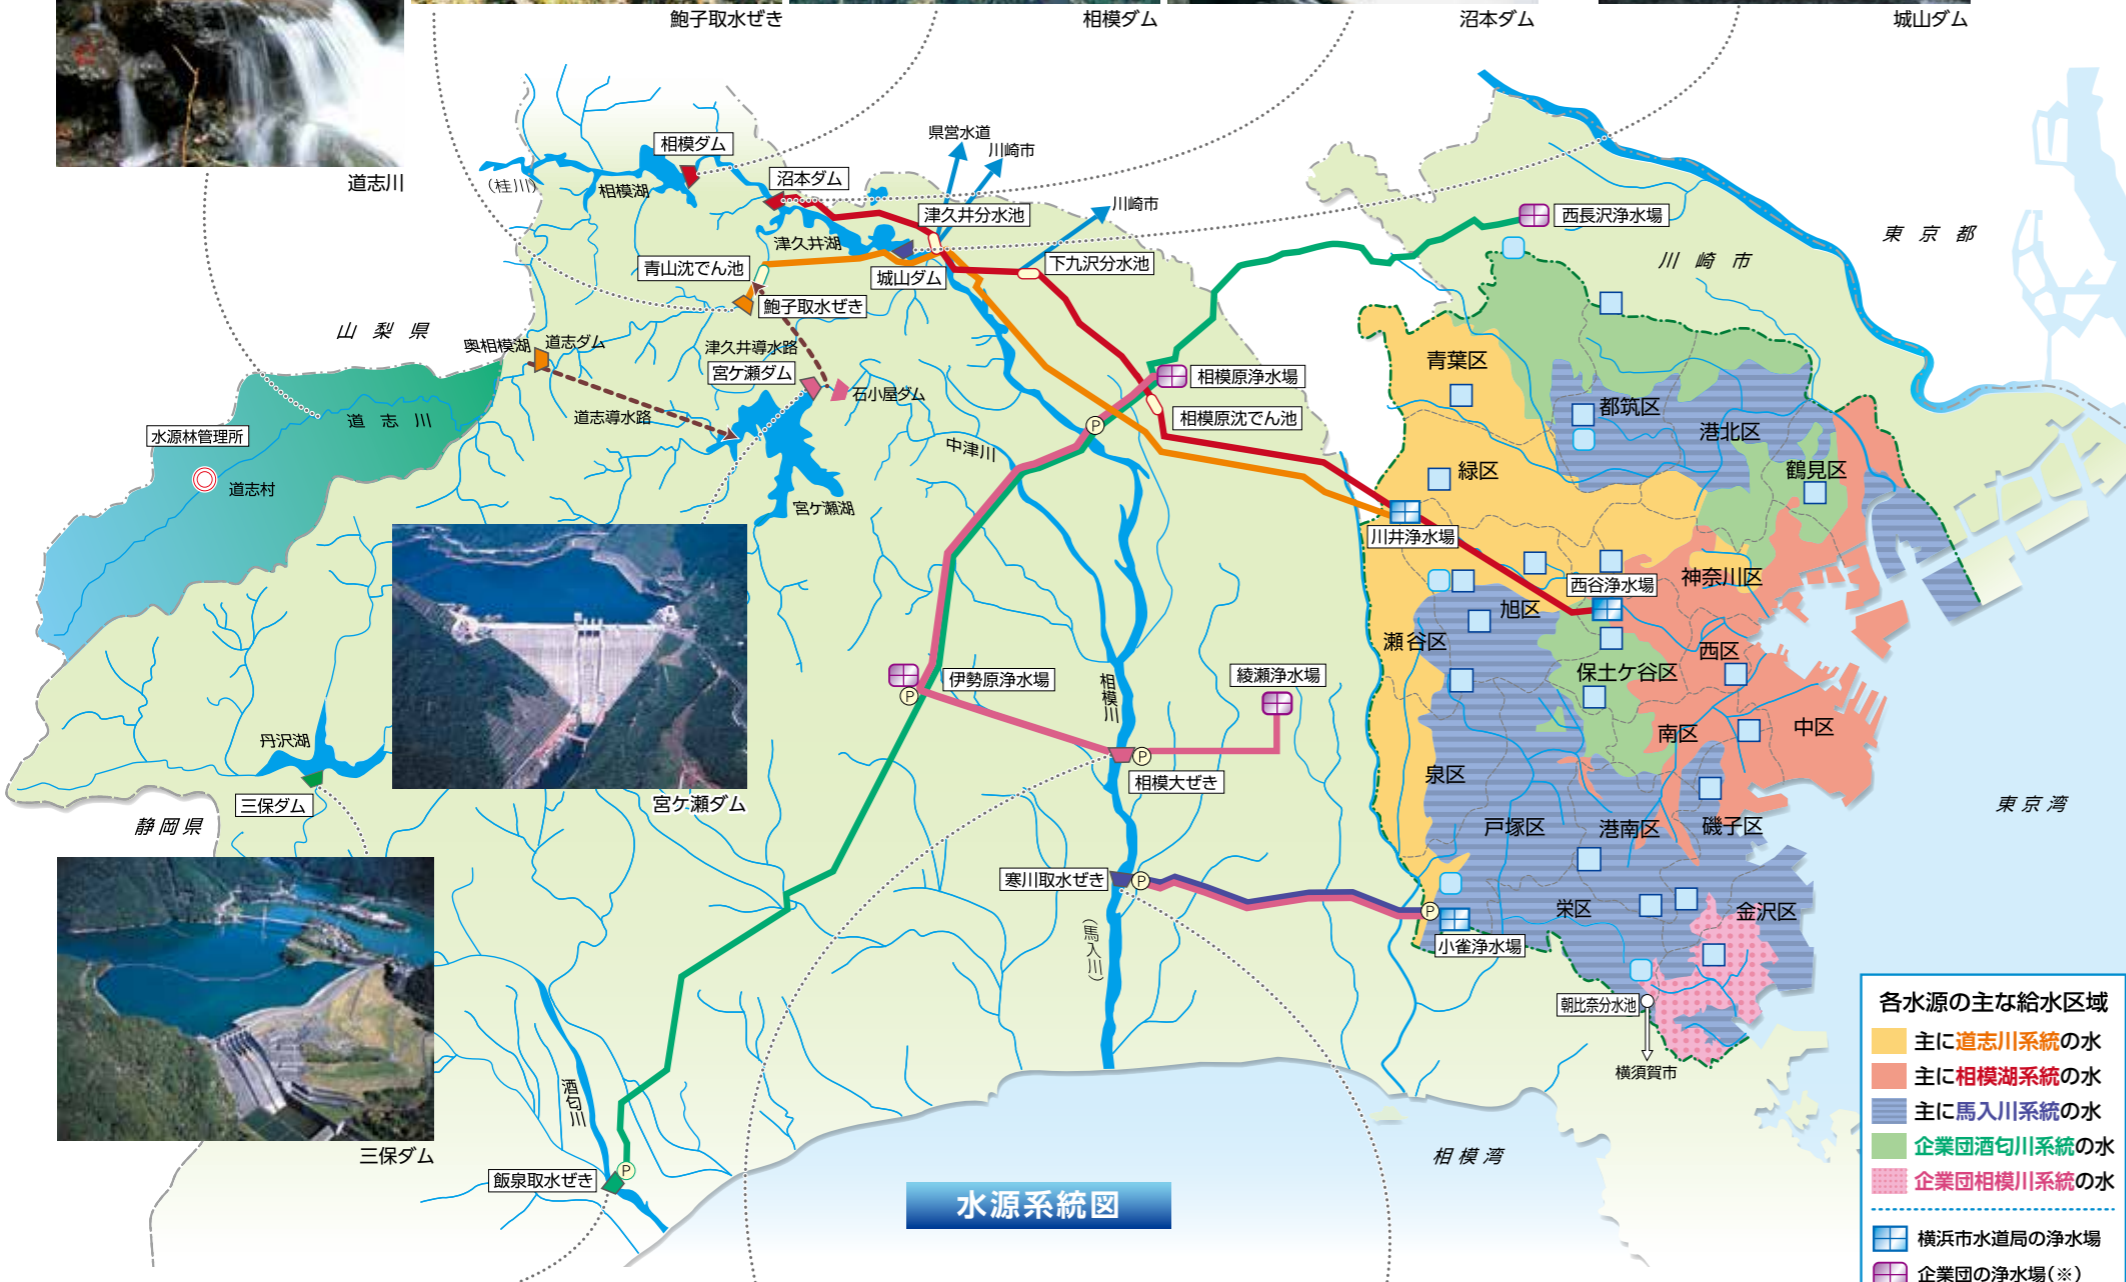 鮑子取水ぜき
相模ダム
沼本ダム
城山ダム
道志川
県営水道
川崎市
相模ダム
沼本ダム
(桂川)
相模湖
津久井分水池
川崎市
津久井湖
青山沈でん池
城山ダム
下九沢分水池
鮑子取水ぜき
西長沢浄水場
川崎市
東京都
山梨県
奥相模湖
道志ダム
津久井導水路
宮ケ瀬ダム
石小屋ダム
道志導水路
相模原浄水場
相模原沈でん池
道志川
水源林管理所
道志村
中津川
宮ケ瀬湖
青葉区
都筑区
港北区
鶴見区
緑区
川井浄水場
西谷浄水場
神奈川区
旭区
瀬谷区
保土ケ谷区
西区
南区
中区
泉区
戸塚区
港南区
磯子区
栄区
金沢区
小雀浄水場
朝比奈分水池
横須賀市
東京湾
P
P
伊勢原浄水場
綾瀬浄水場
相模川
P
相模大ぜき
寒川取水ぜき
P
P
(馬入川)
丹沢湖
三保ダム
静岡県
宮ケ瀬ダム
三保ダム
酒匂川
飯泉取水ぜき
P
相模湾
水源系統図
各水源の主な給水区域
主に道志川系統の水
主に相模湖系統の水
主に馬入川系統の水
企業団酒匂川系統の水
企業団相模川系統の水
横浜市水道局の浄水場
企業団の浄水場(※)